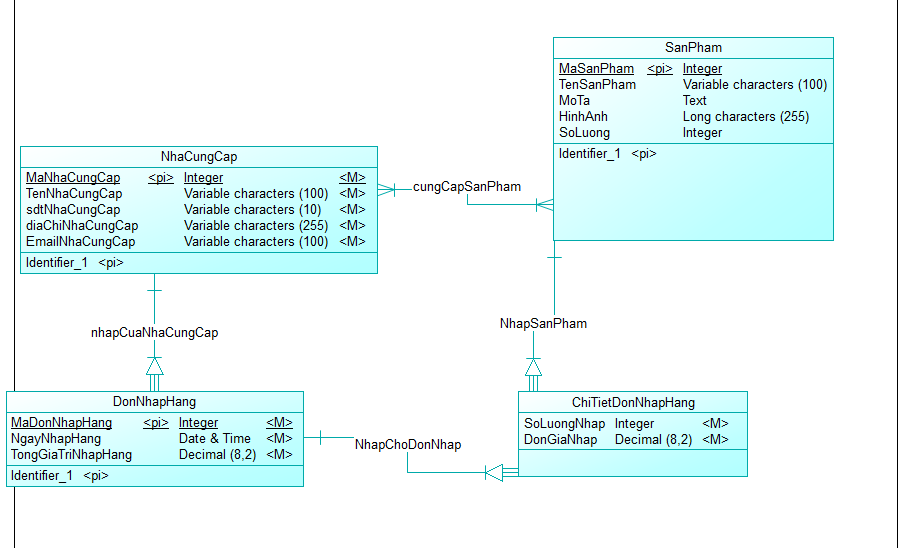 SanPham
MaSanPham <pi> Integer
TenSanPham Variable characters (100)
MoTa Text
HinhAnh Long characters (255)
SoLuong Integer
Identifier_1 <pi>
NhaCungCap
MaNhaCungCap <pi> Integer <M>
TenNhaCungCap Variable characters (100) <M>
sdtNhaCungCap Variable characters (10) <M>
diaChiNhaCungCap Variable characters (255) <M>
EmailNhaCungCap Variable characters (100) <M>
Identifier_1 <pi>
cungCapSanPham
nhapCuaNhaCungCap
NhapSanPham
DonNhapHang
MaDonNhapHang <pi> Integer <M>
NgayNhapHang Date & Time <M>
TongGiaTriNhapHang Decimal (8,2) <M>
Identifier_1 <pi>
NhapChoDonNhap
ChiTietDonNhapHang
SoLuongNhap Integer <M>
DonGiaNhap Decimal (8,2) <M>